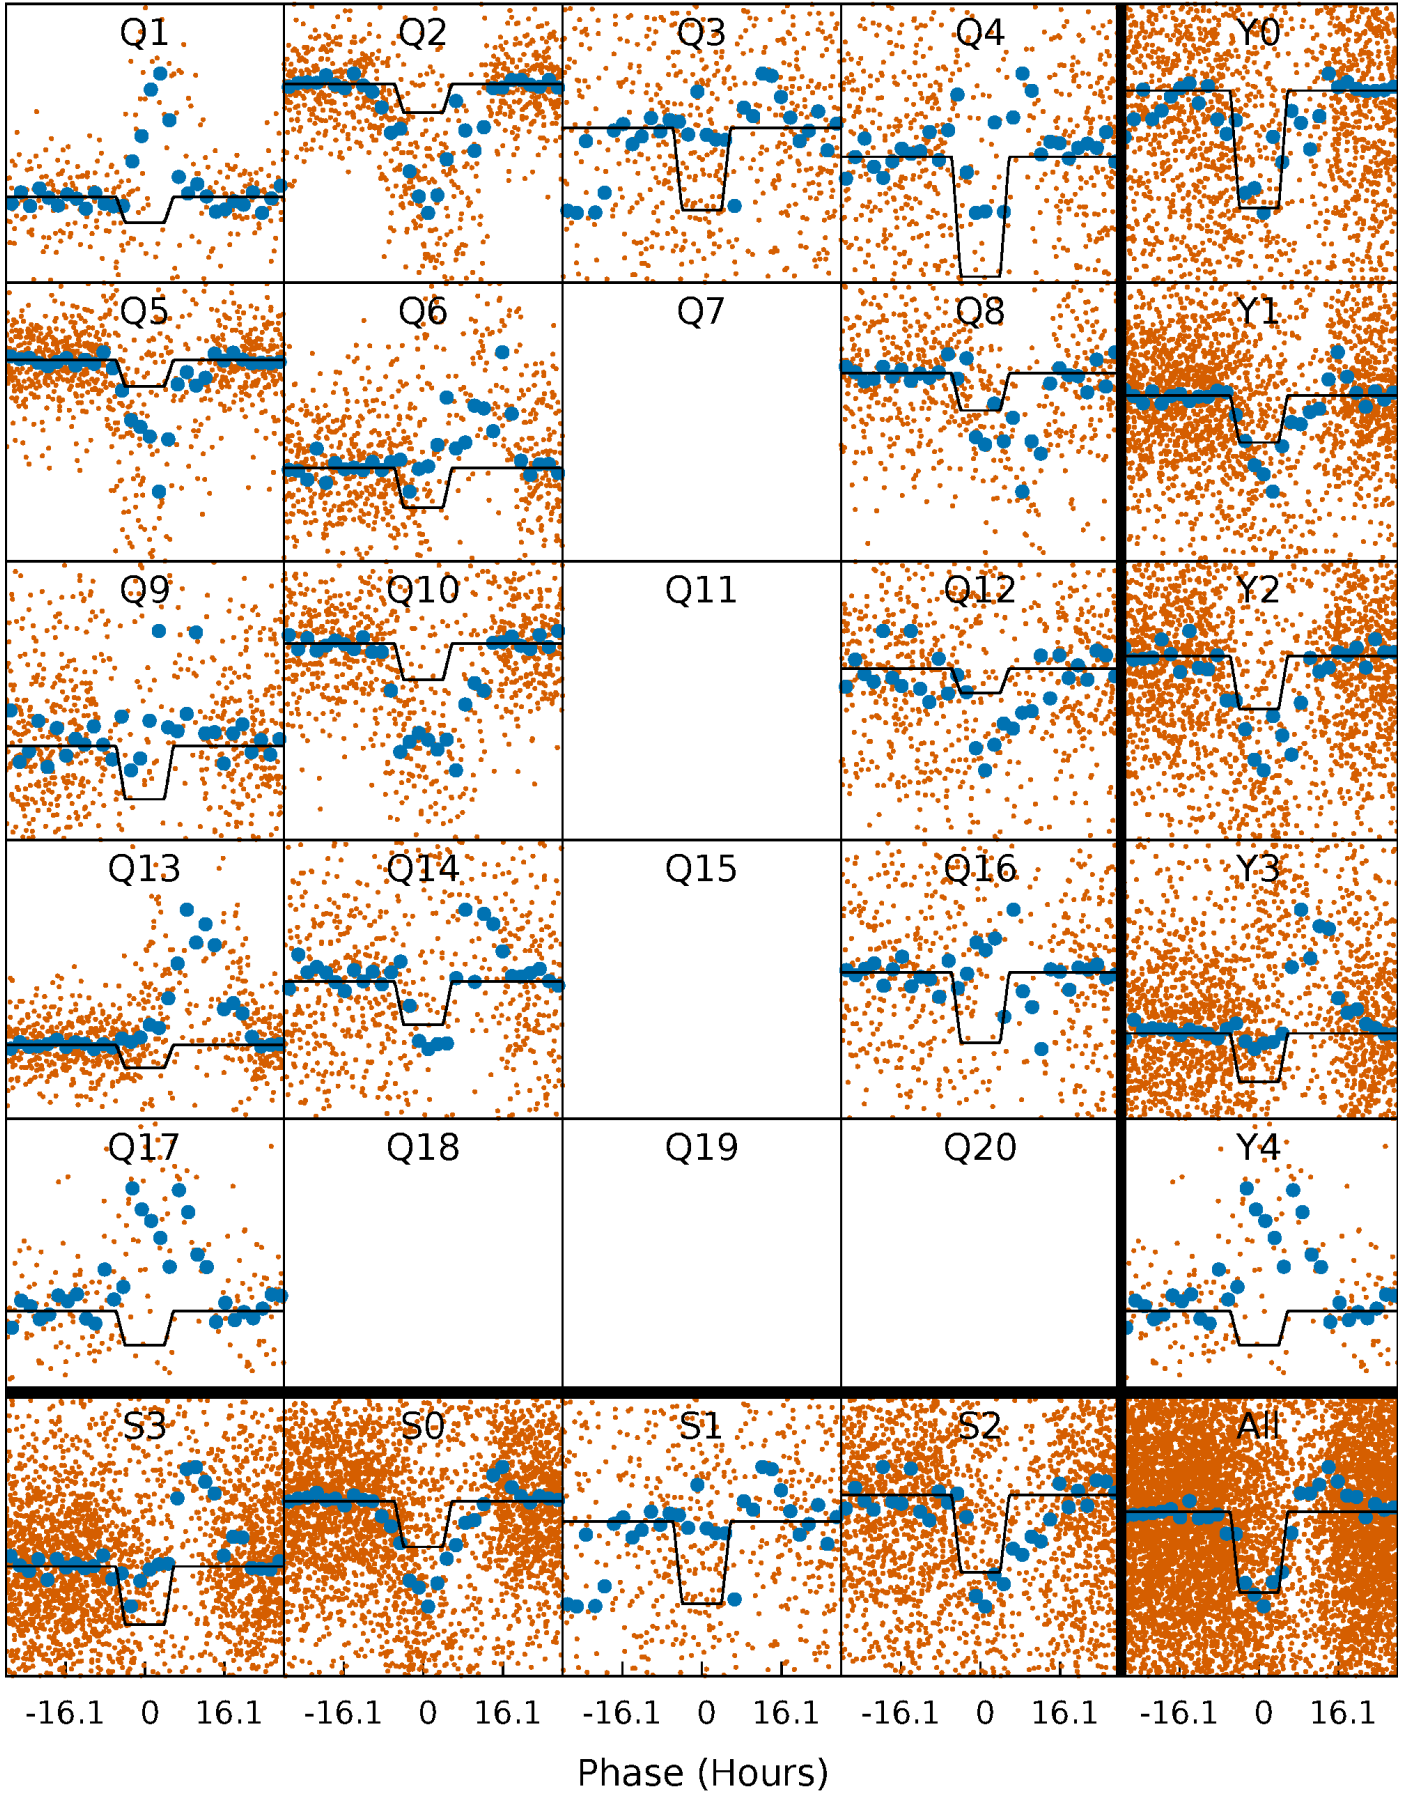 Q1 Q2 Q3 Q4 Y0
Q5 Q6 Q7 Q8 Y1
Q9 Q10 Q11 Q12 Y2
Q13 Q14 Q15 Q16 Y3
Q17 Q18 Q19 Q20 Y4
S3 S0 S1 S2 All
-16.1 0 16.1 -16.1 0 16.1 -16.1 0 16.1 -16.1 0 16.1 -16.1 0 16.1
Phase (Hours)